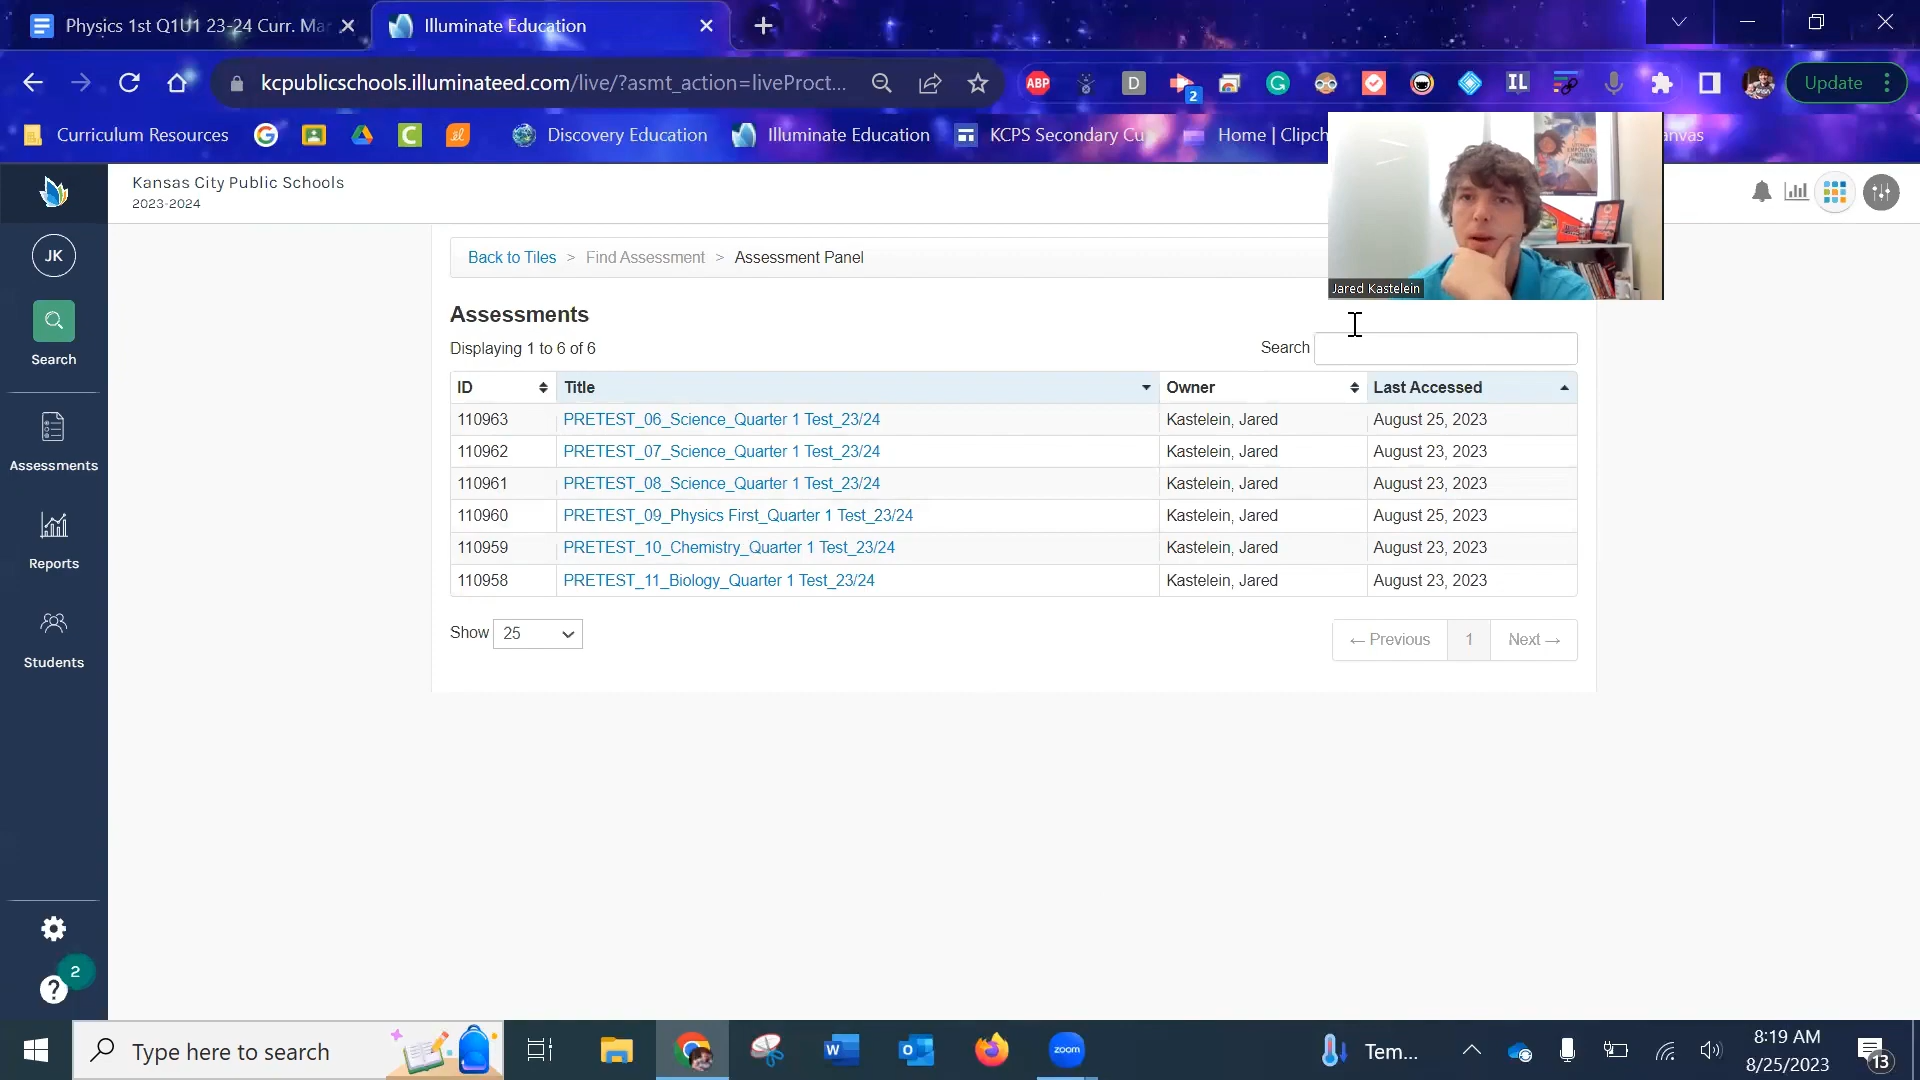 Physics 1st Q1U1 23-24 Curr. Ma
Illuminate Education
kcpublicschools.illuminateed.com/live/?asmt_action=liveProct...
ABP
D
2
G
IL
Update
Curriculum Resources
Discovery Education
Illuminate Education
KCPS Secondary Cu
Home | Clipch
anvas
Kansas City Public Schools
2023-2024
JK
Search
Assessments
Reports
Students
2
?
Back to Tiles > Find Assessment > Assessment Panel
Jared Kastelein
Assessments
Displaying 1 to 6 of 6
Search
ID Title Owner Last Accessed
110963 PRETEST_06_Science_Quarter 1 Test_23/24 Kastelein, Jared August 25, 2023
110962 PRETEST_07_Science_Quarter 1 Test_23/24 Kastelein, Jared August 23, 2023
110961 PRETEST_08_Science_Quarter 1 Test_23/24 Kastelein, Jared August 23, 2023
110960 PRETEST_09_Physics First_Quarter 1 Test_23/24 Kastelein, Jared August 25, 2023
110959 PRETEST_10_Chemistry_Quarter 1 Test_23/24 Kastelein, Jared August 23, 2023
110958 PRETEST_11_Biology_Quarter 1 Test_23/24 Kastelein, Jared August 23, 2023
Show 25
← Previous 1 Next →
Type here to search
W
O
zoom
Tem...
8:19 AM
8/25/2023
13